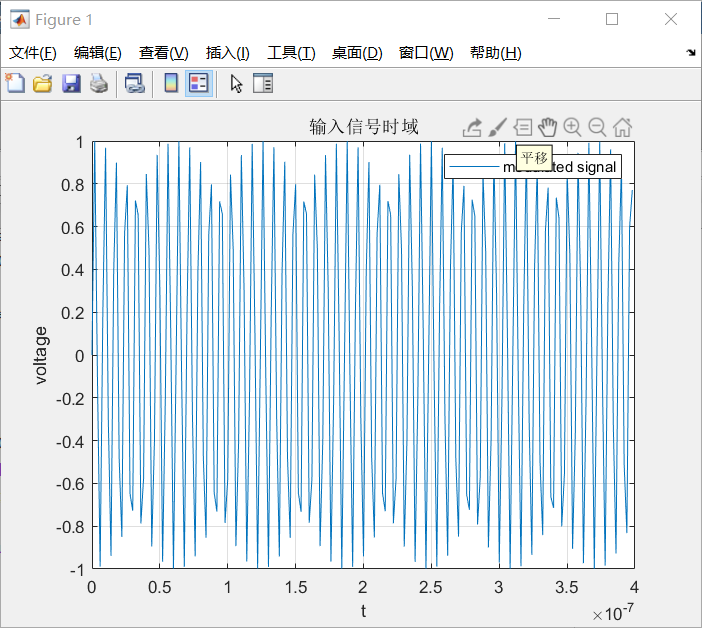 Figure 1
文件(F) 编辑(E) 查看(V) 插入(I) 工具(T) 桌面(D) 窗口(W) 帮助(H)
输入信号时域
平移
modulated signal
1
0.8
0.6
0.4
0.2
0
-0.2
-0.4
-0.6
-0.8
-1
voltage
0 0.5 1 1.5 2 2.5 3 3.5 4
t
×10⁻⁷